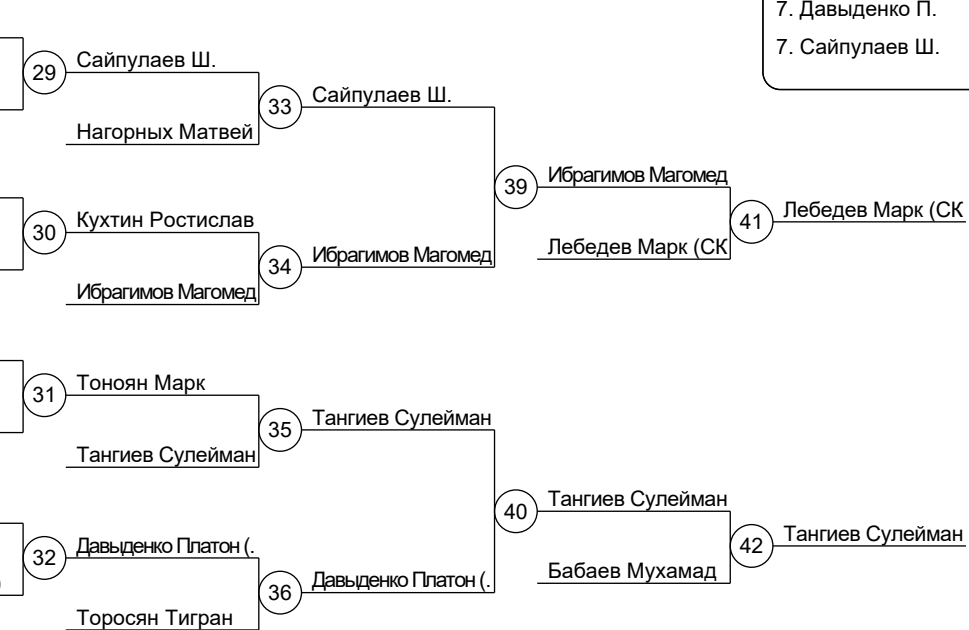 7. Давыденко П.
7. Сайпулаев Ш.
29 Сайпулаев Ш.
33 Сайпулаев Ш.
Нагорных Матвей
39 Ибрагимов Магомед
41 Лебедев Марк (СК
30 Кухтин Ростислав
34 Ибрагимов Магомед
Лебедев Марк (СК
Ибрагимов Магомед
31 Тоноян Марк
35 Тангиев Сулейман
Тангиев Сулейман
40 Тангиев Сулейман
42 Тангиев Сулейман
32 Давыденко Платон (.
36 Давыденко Платон (.
Бабаев Мухамад
Торосян Тигран